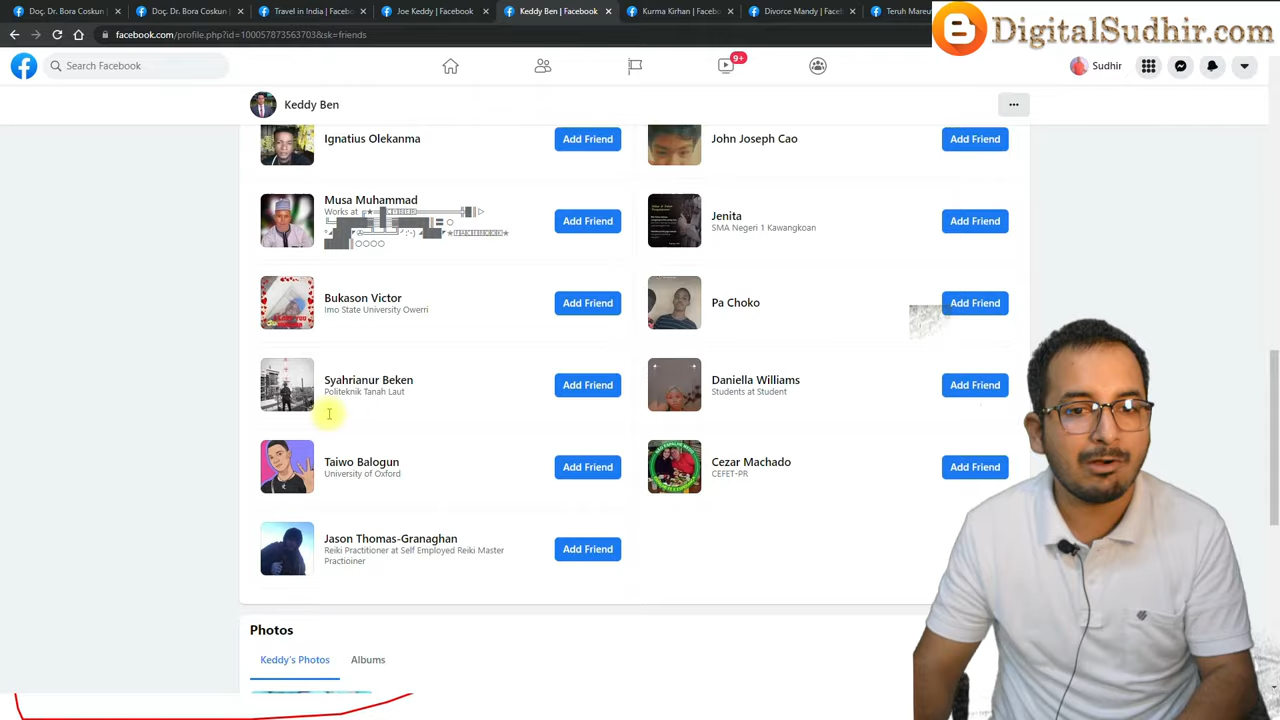 Doç. Dr. Bora Coskun
Doç. Dr. Bora Coskun
Travel in India | Faceb
Joe Keddy | Facebook
Keddy Ben | Facebook
Kurma Kirhan | Facebook
Divorce Mandy | Facebook
DigitalSudhir.com
facebook.com/profile.php?id=100057873563703&sk=friends
Search Facebook
9+
Sudhir
Keddy Ben
Ignatius Olekanma
Add Friend
John Joseph Cao
Add Friend
Musa Muhammad
Works at
Add Friend
Jenita
SMA Negeri 1 Kawangkoan
Add Friend
Bukason Victor
Imo State University Owerri
Add Friend
Pa Choko
Add Friend
Syahrianur Beken
Politeknik Tanah Laut
Add Friend
Daniella Williams
Students at Student
Add Friend
Taiwo Balogun
University of Oxford
Add Friend
Cezar Machado
CEFET-PR
Add Friend
Jason Thomas-Granaghan
Reiki Practitioner at Self Employed Reiki Master
Practioiner
Add Friend
Photos
Keddy's Photos
Albums